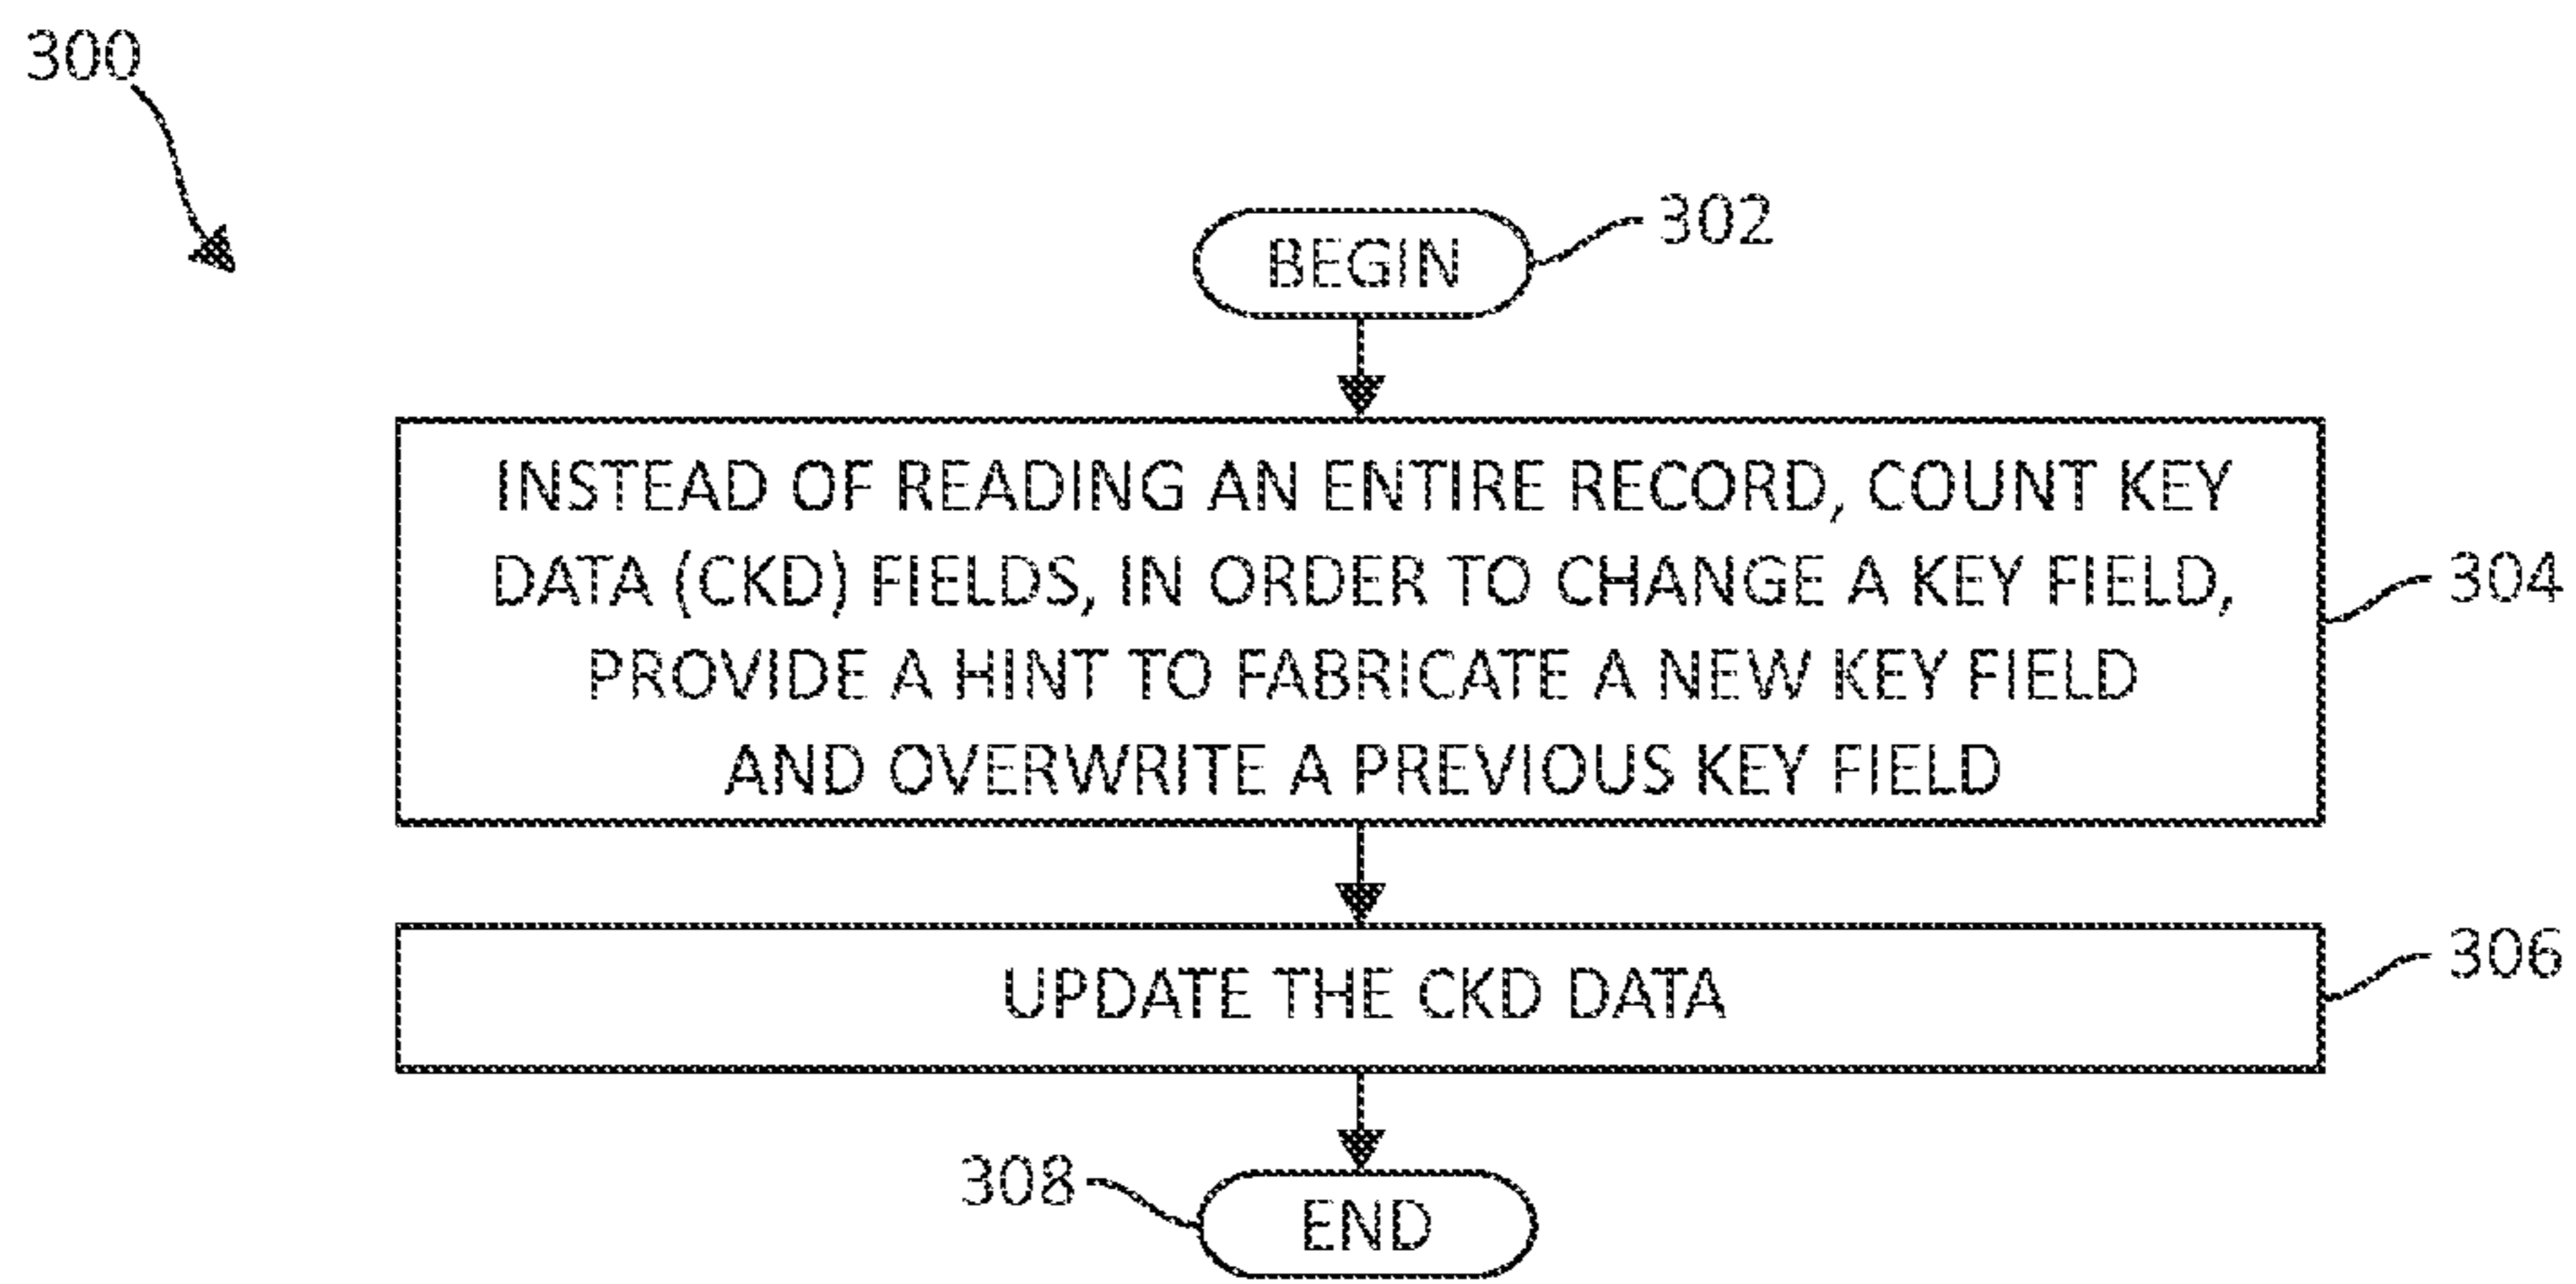 300
BEGIN
302
INSTEAD OF READING AN ENTIRE RECORD, COUNT KEY
DATA (CKD) FIELDS, IN ORDER TO CHANGE A KEY FIELD,
PROVIDE A HINT TO FABRICATE A NEW KEY FIELD
AND OVERWRITE A PREVIOUS KEY FIELD
304
UPDATE THE CKD DATA
306
308
END